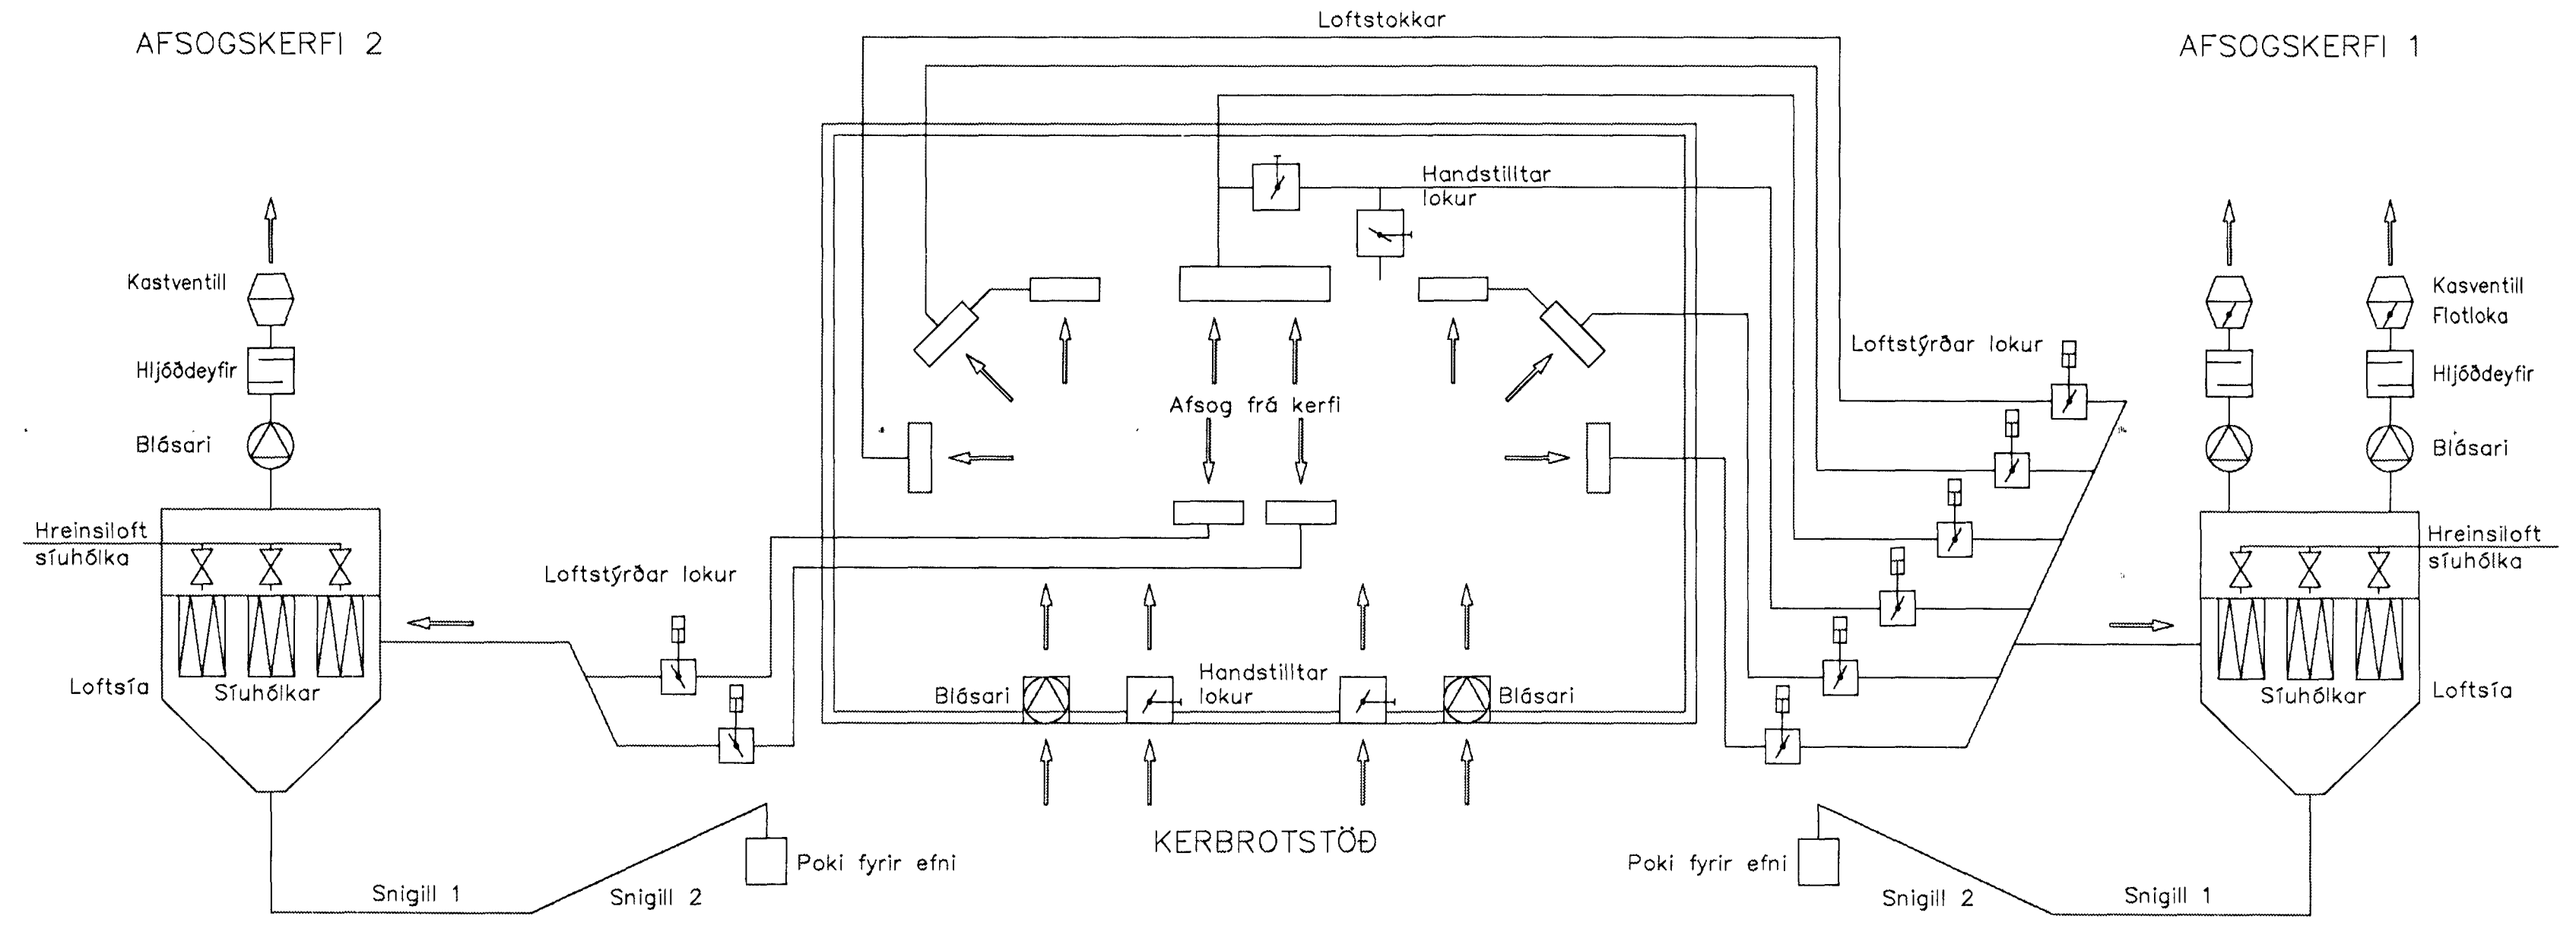 AFSOGSKERFI 2
Loftstokkar
AFSOGSKERFI 1
Handstilltar
lokur
Kastventill
Hljóðdeyfir
Blásari
Hreinsiloft
síuhólka
Loftsía
Síuhólkar
Loftstýrðar lokur
Afsog frá kerfi
Blásari
Handstilltar
lokur
Blásari
KERBROTSTÖÐ
Loftstýrðar lokur
Kasventill
Flotloka
Hljóðdeyfir
Blásari
Hreinsiloft
síuhólka
Síuhólkar
Loftsía
Snigill 1
Snigill 2
Poki fyrir efni
Poki fyrir efni
Snigill 2
Snigill 1